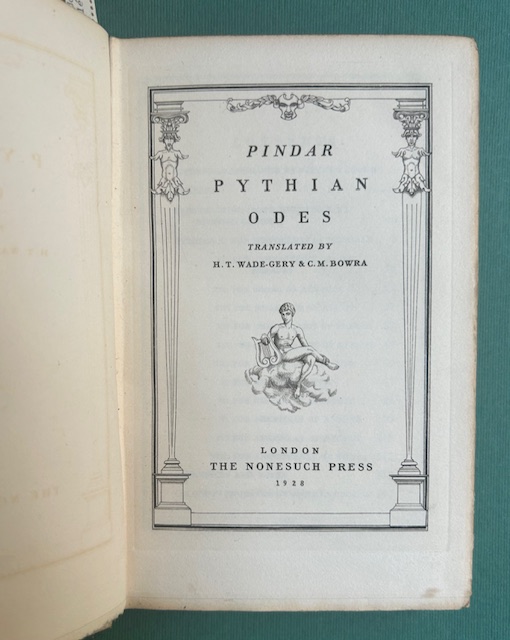 PINDAR
PYTHIAN
ODES
TRANSLATED BY
H. T. WADE-GERY & C. M. BOWRA
LONDON
THE NONESUCH PRESS
1928